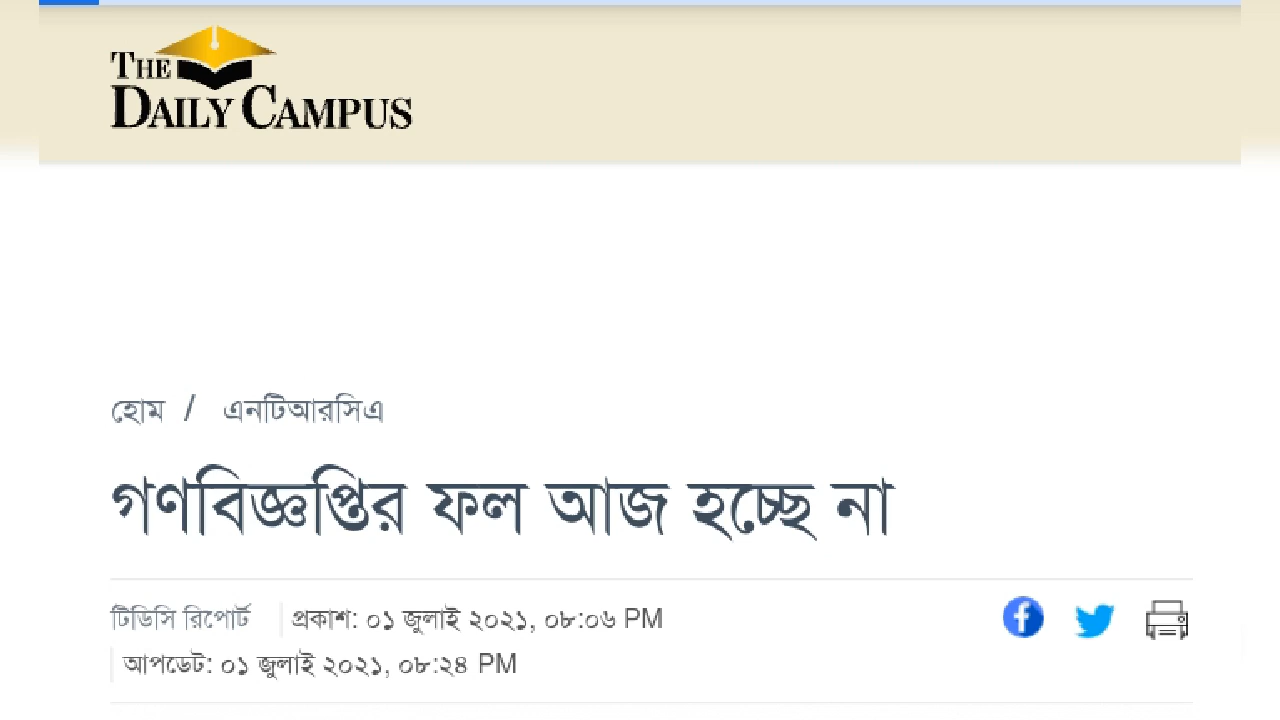 THE
DAILY CAMPUS
হোম / এনটিআরসিএ
গণবিজ্ঞপ্তির ফল আজ হচ্ছে না
টিডিসি রিপোর্ট প্রকাশ: ০১ জুলাই ২০২১, ০৮:০৬ PM
আপডেট: ০১ জুলাই ২০২১, ০৮:২৪ PM